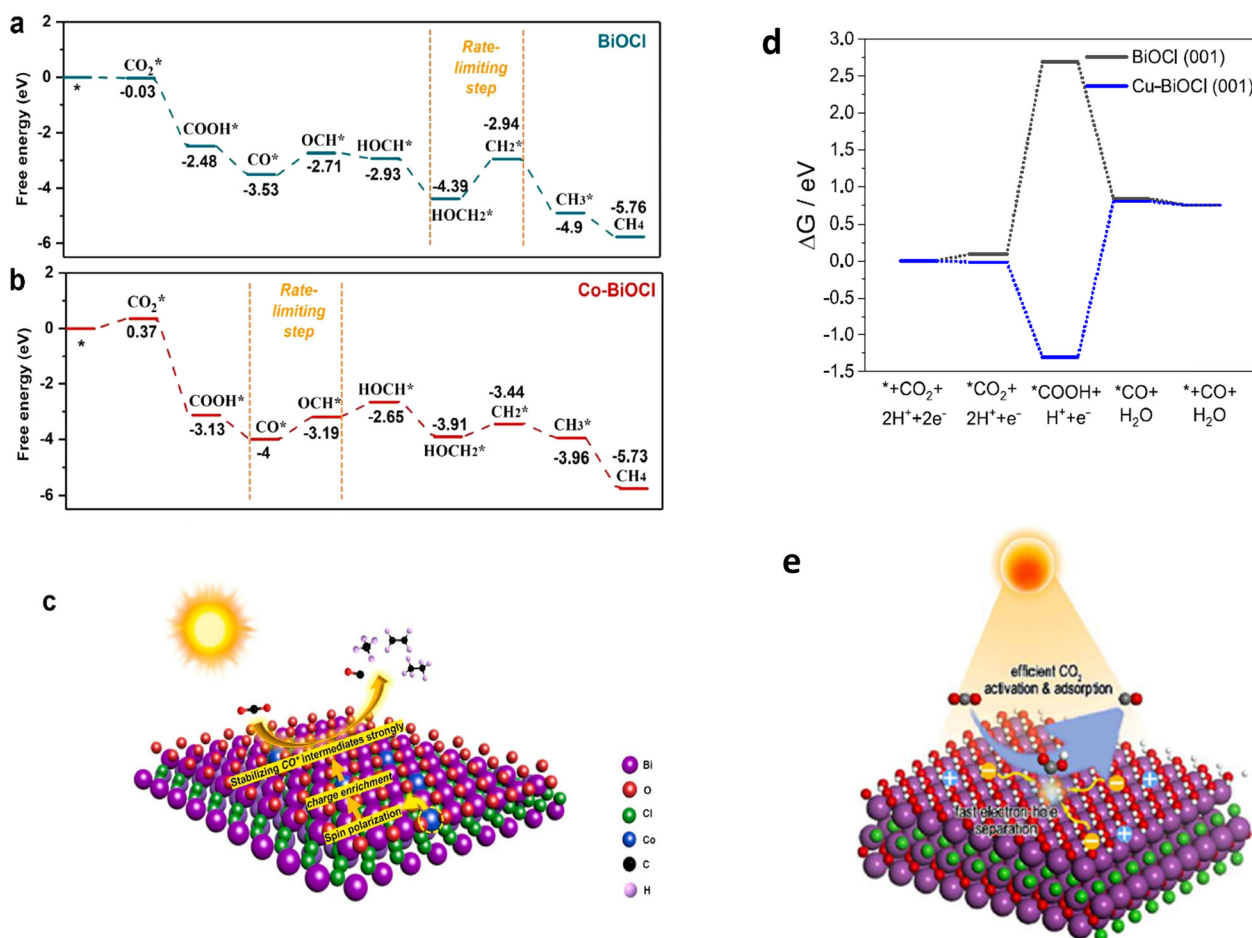 a
BiOCl
Free energy (eV)
2
0
-2
-4
-6
*
CO2*
-0.03
COOH*
-2.48
CO*
-3.53
OCH*
-2.71
HOCH*
-2.93
-4.39
HOCH2*
Rate-
limiting
step
-2.94
CH2*
CH3*
-4.9
-5.76
CH4
b
Co-BiOCl
Free energy (eV)
2
0
-2
-4
-6
*
CO2*
0.37
COOH*
-3.13
CO*
-4
Rate-
limiting
step
OCH*
-3.19
HOCH*
-2.65
-3.91
HOCH2*
-3.44
CH2*
CH3*
-3.96
-5.73
CH4
c
Stabilizing CO* intermediates strongly
charge enrichment
Spin polarization
Bi
O
Cl
Co
C
H
d
ΔG / eV
3.0
2.5
2.0
1.5
1.0
0.5
0.0
-0.5
-1.0
-1.5
BiOCl (001)
Cu-BiOCl (001)
*+CO2+
2H++2e-
*CO2+
2H++e-
*COOH+
H++e-
*CO+
H2O
*+CO+
H2O
e
efficient CO2
activation & adsorption
fast electron-hole
separation
+
−
−
+
−
+